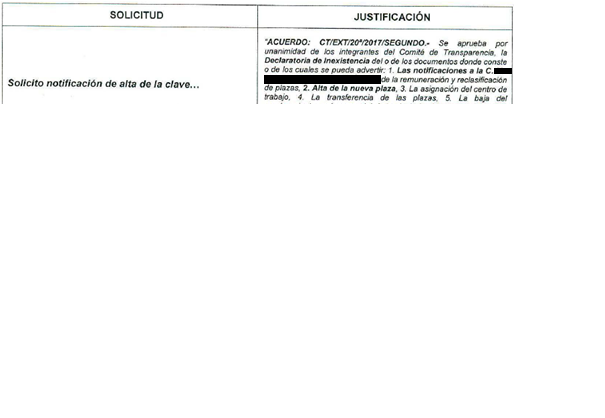 SOLICITUD
JUSTIFICACIÓN
"ACUERDO: CT/EXT/20ª/2017/SEGUNDO.- Se aprueba por
unanimidad de los integrantes del Comité de Transparencia, la
Declaratoria de Inexistencia del o de los documentos donde conste
o de los cuales se pueda advertir: 1. Las notificaciones a la C.
de la remuneración y reclasificación
Solicito notificación de alta de la clave...
de plazas, 2. Alta de la nueva plaza, 3. La asignación del centro de
trabajo, 4. La transferencia de las plazas, 5. La baja del